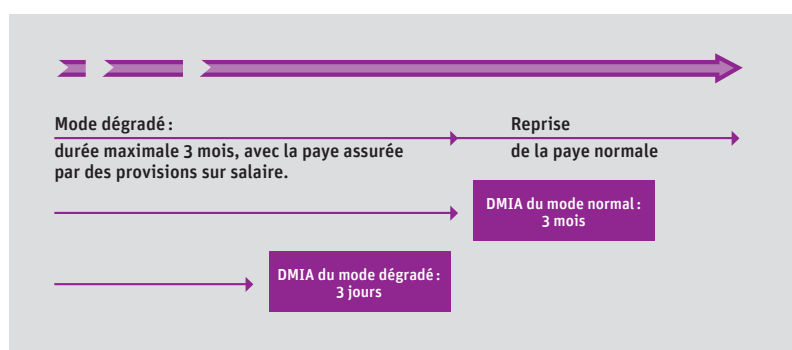 Mode dégradé :
durée maximale 3 mois, avec la paye assurée
par des provisions sur salaire.
Reprise
de la paye normale
DMIA du mode normal :
3 mois
DMIA du mode dégradé :
3 jours